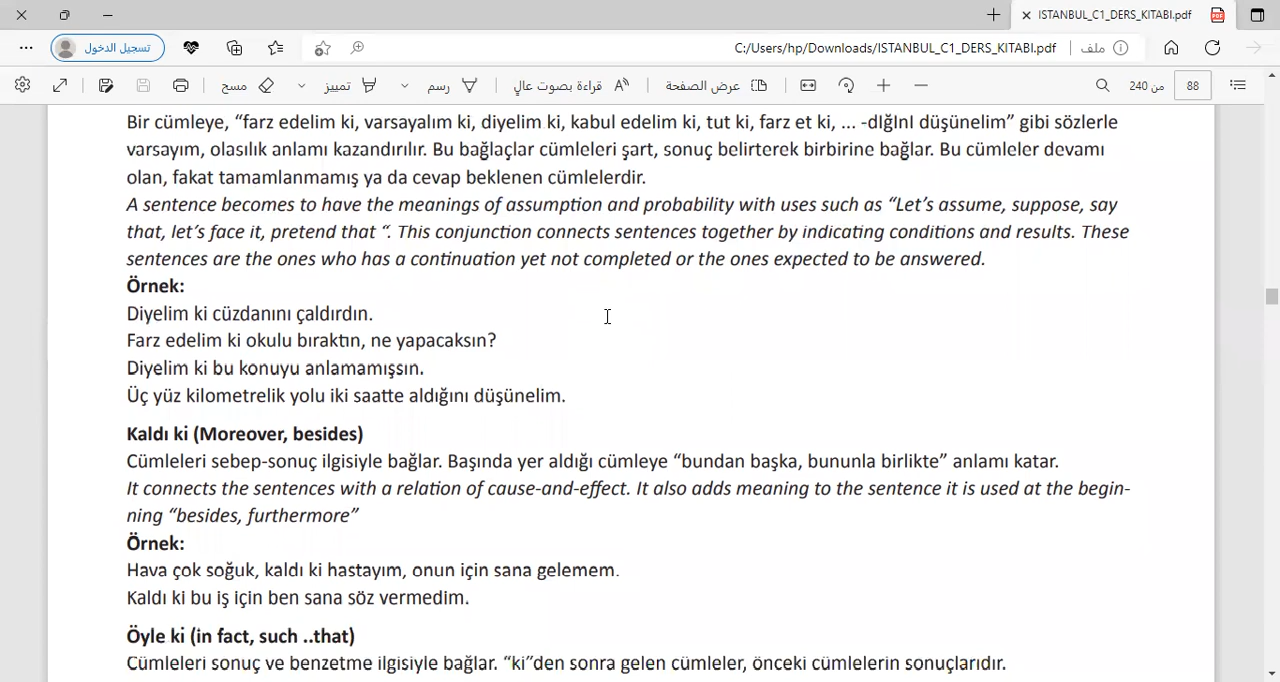 ISTANBUL_C1_DERS_KITABI.pdf
تسجيل الدخول
C:/Users/hp/Downloads/ISTANBUL_C1_DERS_KITABI.pdf
ملف
مسح
تمييز
رسم
قراءة بصوت عالٍ
عرض الصفحة
من 240
88
Bir cümleye, “farz edelim ki, varsayalım ki, diyelim ki, kabul edelim ki, tut ki, farz et ki, ... -dIğInI düşünelim” gibi sözlerle
varsayım, olasılık anlamı kazandırılır. Bu bağlaçlar cümleleri şart, sonuç belirterek birbirine bağlar. Bu cümleler devamı
olan, fakat tamamlanmamış ya da cevap beklenen cümlelerdir.
A sentence becomes to have the meanings of assumption and probability with uses such as “Let’s assume, suppose, say
that, let’s face it, pretend that “. This conjunction connects sentences together by indicating conditions and results. These
sentences are the ones who has a continuation yet not completed or the ones expected to be answered.
Örnek:
Diyelim ki cüzdanını çaldırdın.
Farz edelim ki okulu bıraktın, ne yapacaksın?
Diyelim ki bu konuyu anlamamışsın.
Üç yüz kilometrelik yolu iki saatte aldığını düşünelim.
Kaldı ki (Moreover, besides)
Cümleleri sebep-sonuç ilgisiyle bağlar. Başında yer aldığı cümleye “bundan başka, bununla birlikte” anlamı katar.
It connects the sentences with a relation of cause-and-effect. It also adds meaning to the sentence it is used at the begin-
ning “besides, furthermore”
Örnek:
Hava çok soğuk, kaldı ki hastayım, onun için sana gelemem.
Kaldı ki bu iş için ben sana söz vermedim.
Öyle ki (in fact, such ..that)
Cümleleri sonuç ve benzetme ilgisiyle bağlar. “ki”den sonra gelen cümleler, önceki cümlelerin sonuçlarıdır.